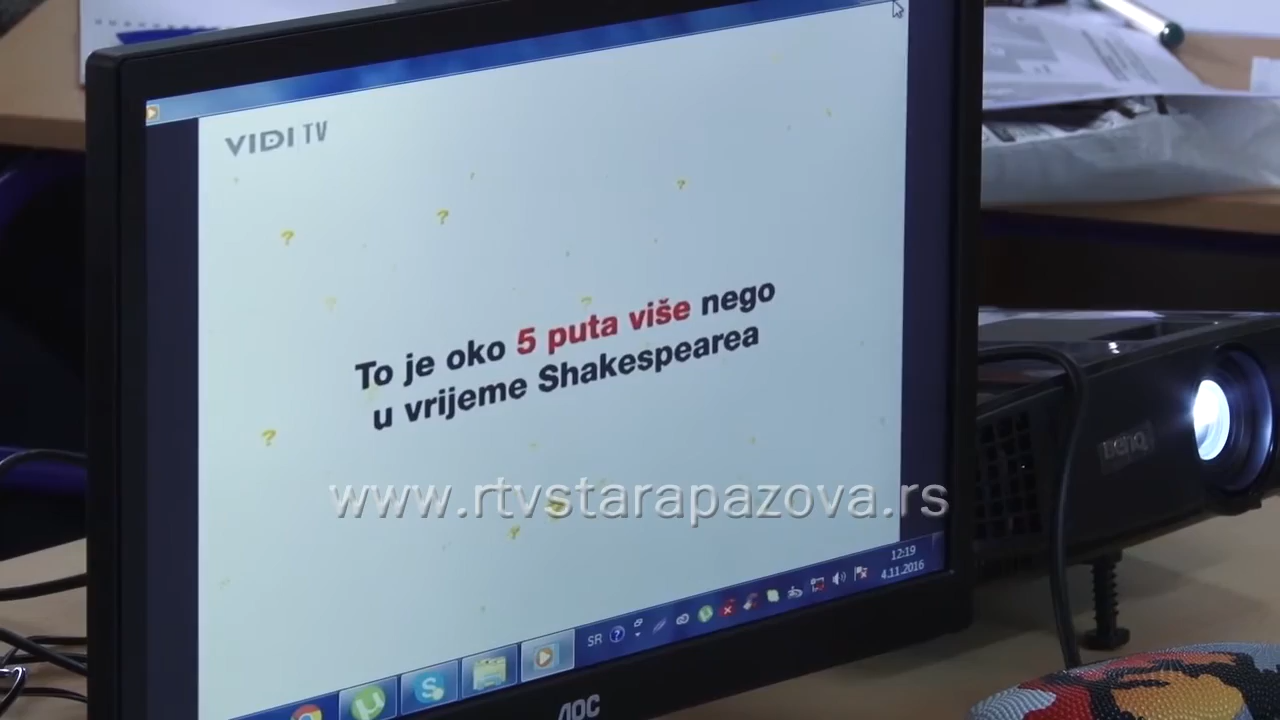 VIDI TV
To je oko 5 puta više nego
u vrijeme Shakespearea
www.rtvstarapazova.rs
BenQ
12:19
SR
4.11.2016
AOC